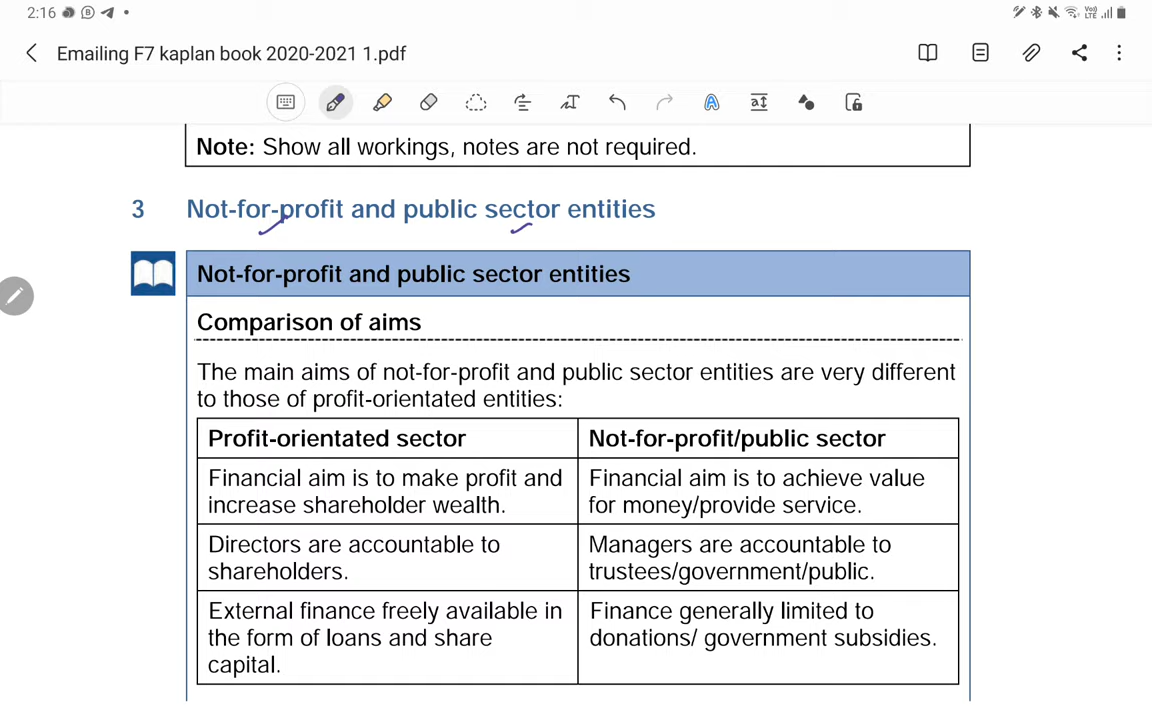 2:16
Emailing F7 kaplan book 2020-2021 1.pdf
Note: Show all workings, notes are not required.
3 Not-for-profit and public sector entities
Not-for-profit and public sector entities
Comparison of aims
The main aims of not-for-profit and public sector entities are very different
to those of profit-orientated entities:
Profit-orientated sector
Not-for-profit/public sector
Financial aim is to make profit and
increase shareholder wealth.
Financial aim is to achieve value
for money/provide service.
Directors are accountable to
shareholders.
Managers are accountable to
trustees/government/public.
External finance freely available in
the form of loans and share
capital.
Finance generally limited to
donations/ government subsidies.